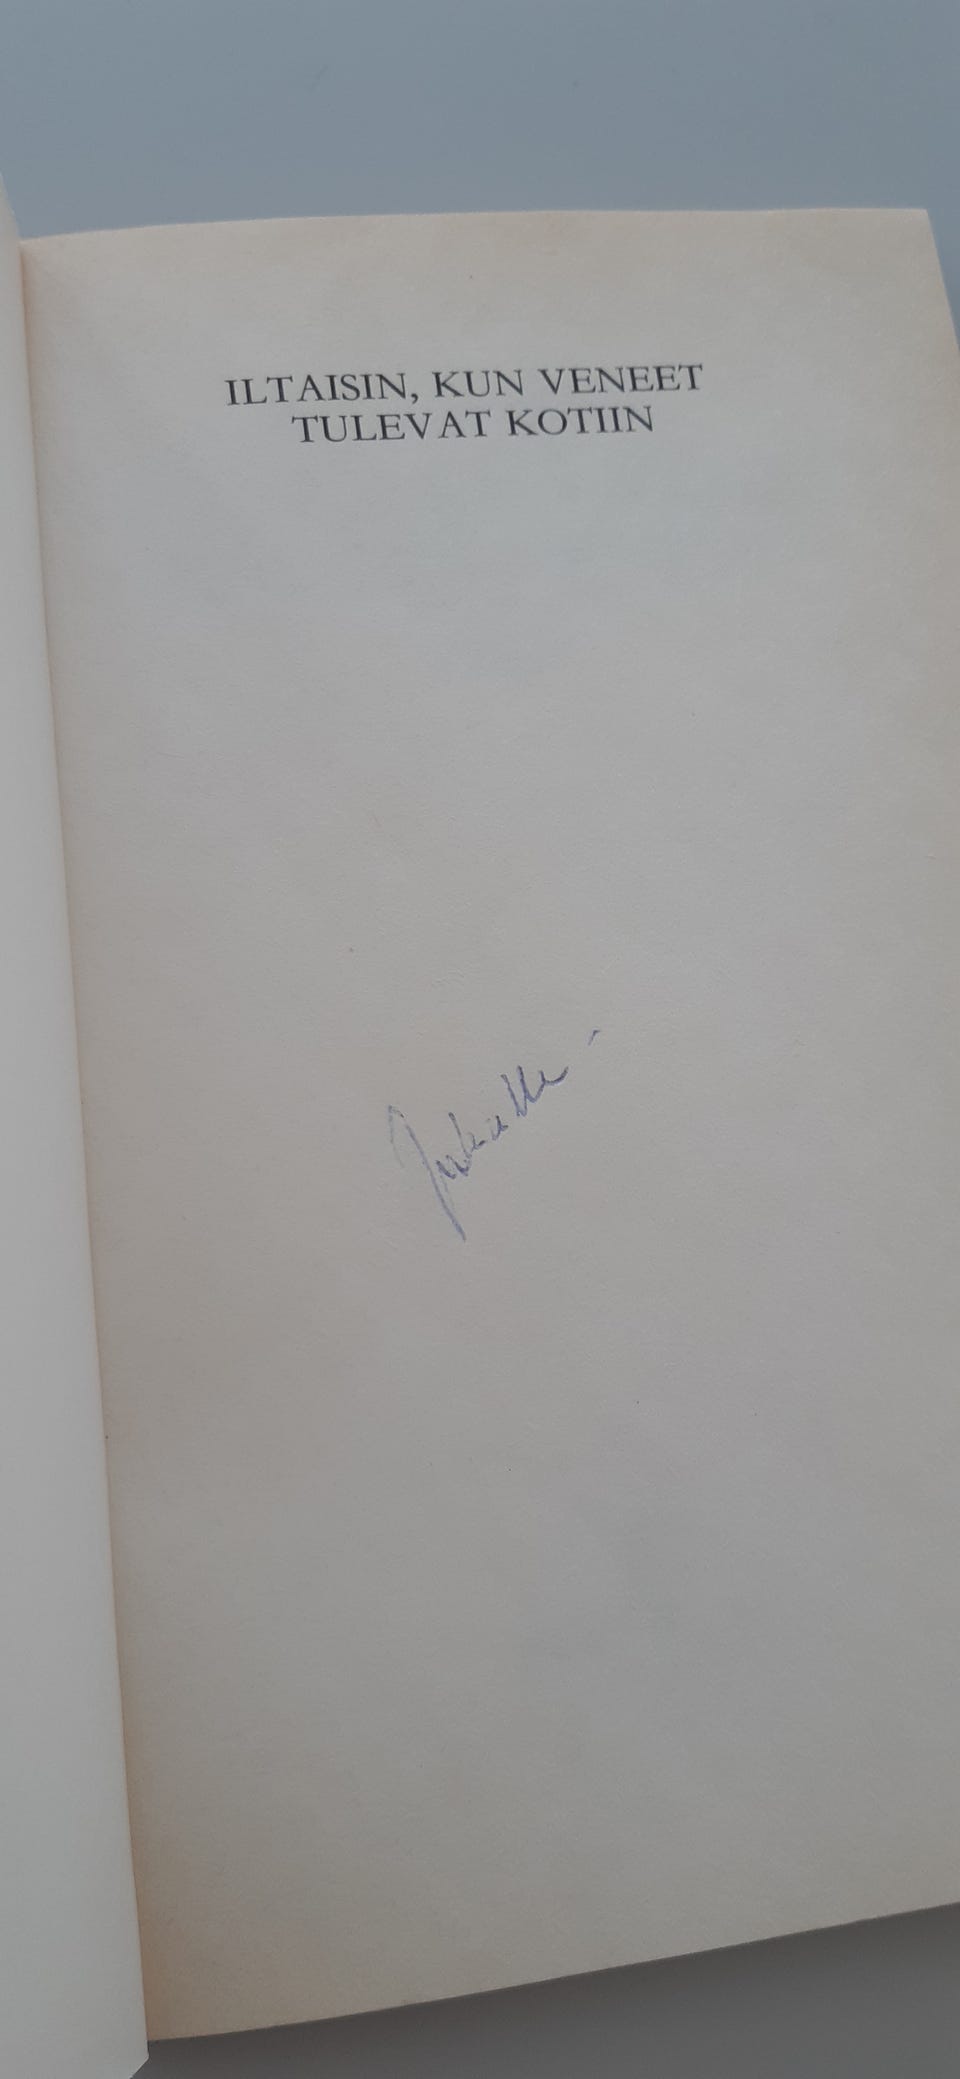 ILTAISIN, KUN VENEET
TULEVAT KOTIIN